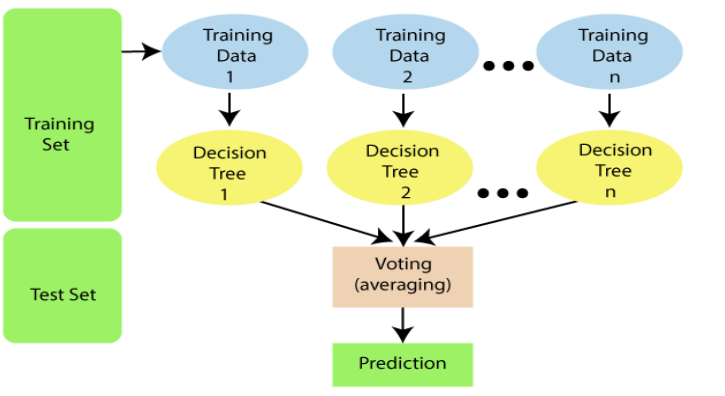 Training
Set
Training
Data
1
Training
Data
2
Training
Data
n
Decision
Tree
1
Decision
Tree
2
Decision
Tree
n
Test Set
Voting
(averaging)
Prediction